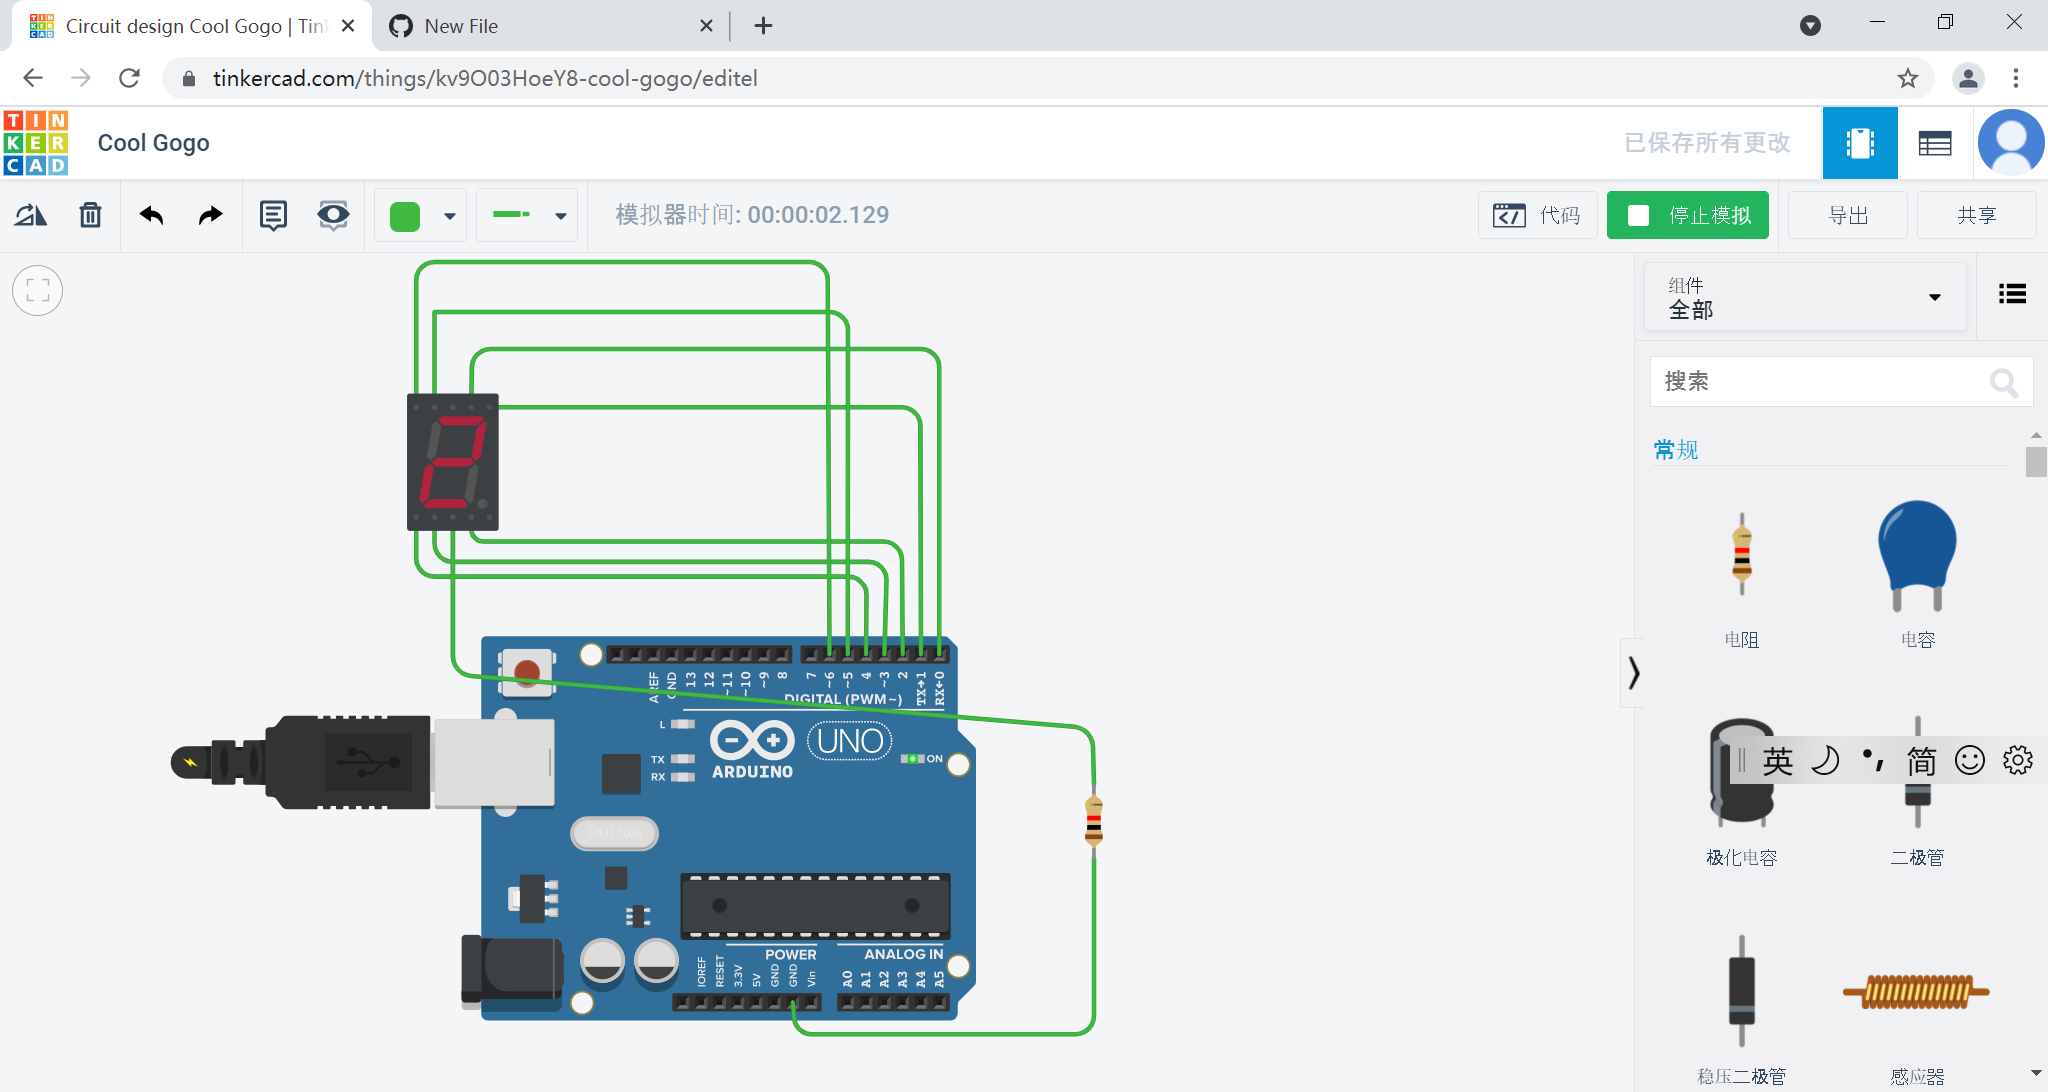 Circuit design Cool Gogo | Tin
New File
tinkercad.com/things/kv9O03HoeY8-cool-gogo/editel
TIN
KER
CAD
Cool Gogo
已保存所有更改
模拟器时间: 00:00:02.129
代码
停止模拟
导出
共享
组件
全部
搜索
常规
电阻
电容
极化电容
二极管
稳压二极管
感应器
英 简
2
AREF GND 13 12 ~11 ~10 ~9 8 7 ~6 ~5 4 ~3 2 TX→1 RX←0
DIGITAL (PWM ~)
L
TX
RX
ARDUINO
UNO
ON
SPK16.000G
POWER
ANALOG IN
IOREF RESET 3.3V 5V GND GND Vin A0 A1 A2 A3 A4 A5